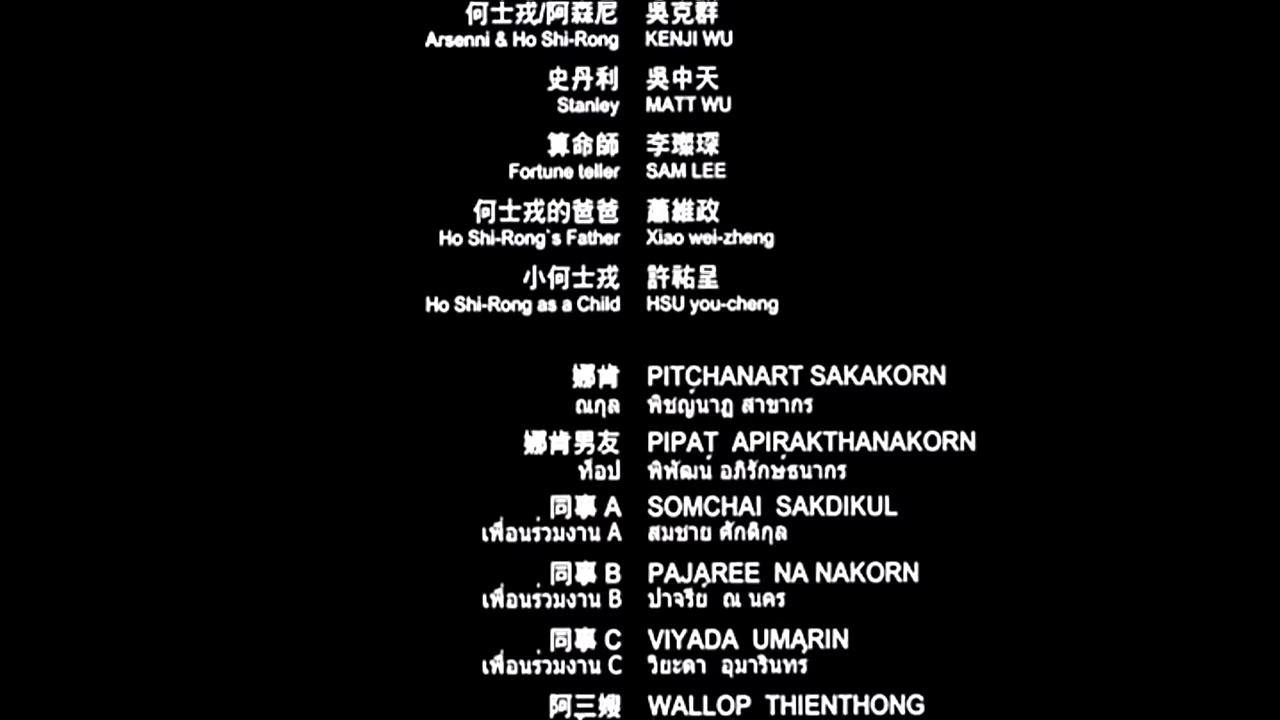 何士戎/阿森尼 吳克群
Arsenni & Ho Shi-Rong KENJI WU
史丹利 吳中天
Stanley MATT WU
算命師 李璨琛
Fortune teller SAM LEE
何士戎的爸爸 蕭維政
Ho Shi-Rong`s Father Xiao wei-zheng
小何士戎 許祐呈
Ho Shi-Rong as a Child HSU you-cheng
娜肯 PITCHANART SAKAKORN
ณกุล พิชญ์นาฏ สาขากร
娜肯男友 PIPAT APIRAKTHANAKORN
ท็อป พิพัฒน์ อภิรักษ์ธนากร
同事 A SOMCHAI SAKDIKUL
เพื่อนร่วมงาน A สมชาย ศักดิกุล
同事 B PAJAREE NA NAKORN
เพื่อนร่วมงาน B ปาจรีย์ ณ นคร
同事 C VIYADA UMARIN
เพื่อนร่วมงาน C วิยะดา อุมารินทร์
阿三嫂 WALLOP THIENTHONG